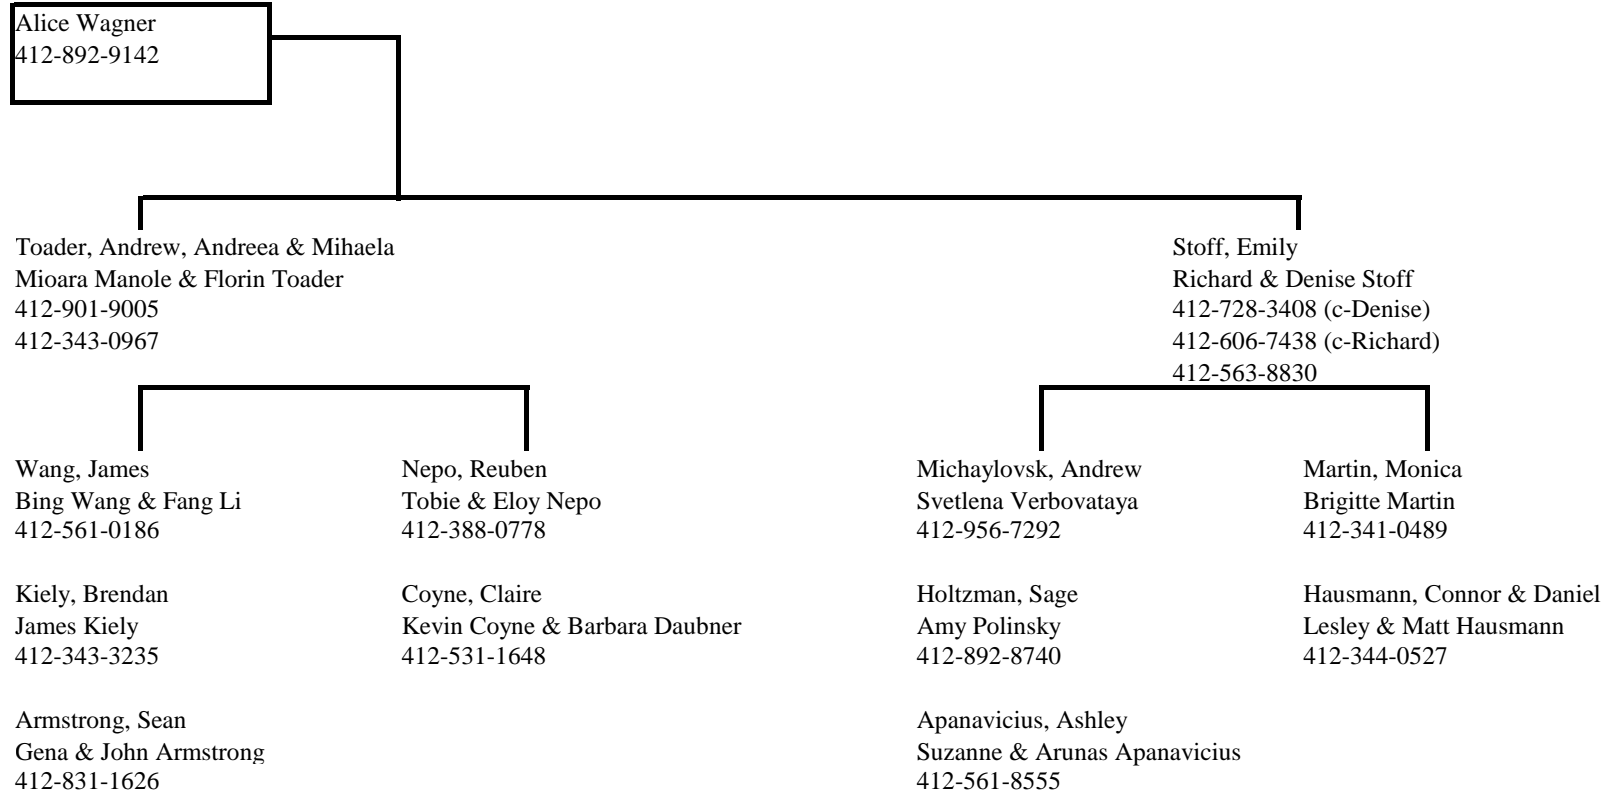 Alice Wagner
412-892-9142
Toader, Andrew, Andreea & Mihaela
Mioara Manole & Florin Toader
412-901-9005
412-343-0967
Stoff, Emily
Richard & Denise Stoff
412-728-3408 (c-Denise)
412-606-7438 (c-Richard)
412-563-8830
Wang, James
Bing Wang & Fang Li
412-561-0186
Nepo, Reuben
Tobie & Eloy Nepo
412-388-0778
Michaylovsk, Andrew
Svetlena Verbovataya
412-956-7292
Martin, Monica
Brigitte Martin
412-341-0489
Kiely, Brendan
James Kiely
412-343-3235
Coyne, Claire
Kevin Coyne & Barbara Daubner
412-531-1648
Holtzman, Sage
Amy Polinsky
412-892-8740
Hausmann, Connor & Daniel
Lesley & Matt Hausmann
412-344-0527
Armstrong, Sean
Gena & John Armstrong
412-831-1626
Apanavicius, Ashley
Suzanne & Arunas Apanavicius
412-561-8555